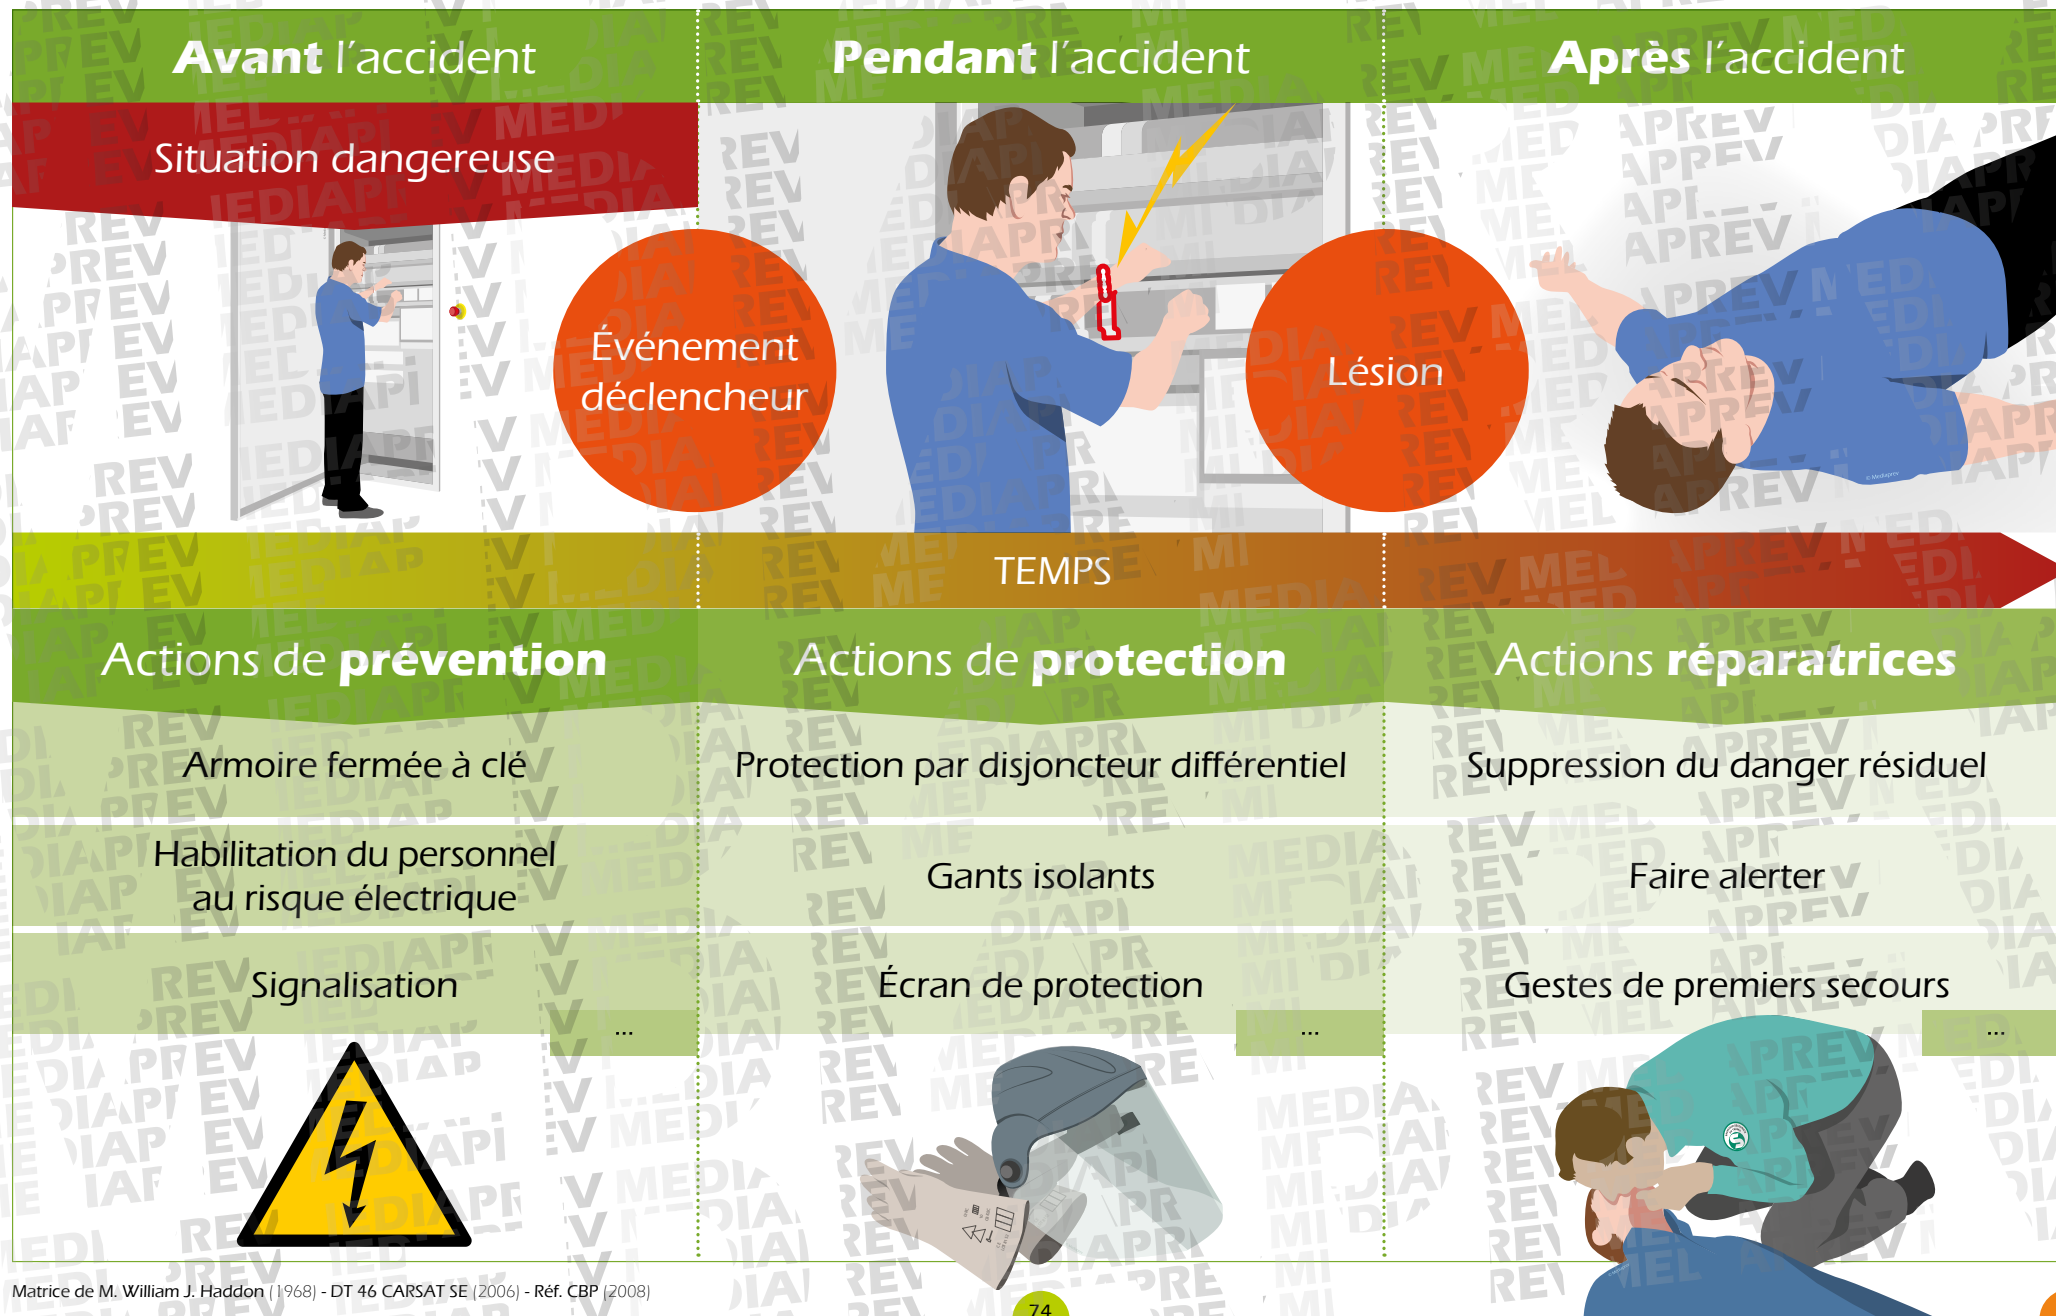 Avant l'accident
Pendant l'accident
Après l'accident
Situation dangereuse
Événement
déclencheur
Lésion
© Mediaprev
TEMPS
Actions de prévention
Actions de protection
Actions réparatrices
Armoire fermée à clé
Protection par disjoncteur différentiel
Suppression du danger résiduel
Habilitation du personnel
au risque électrique
Gants isolants
Faire alerter
Signalisation
Écran de protection
Gestes de premiers secours
...
...
...
Matrice de M. William J. Haddon (1968) - DT 46 CARSAT SE (2006) - Réf. CBP (2008)
74